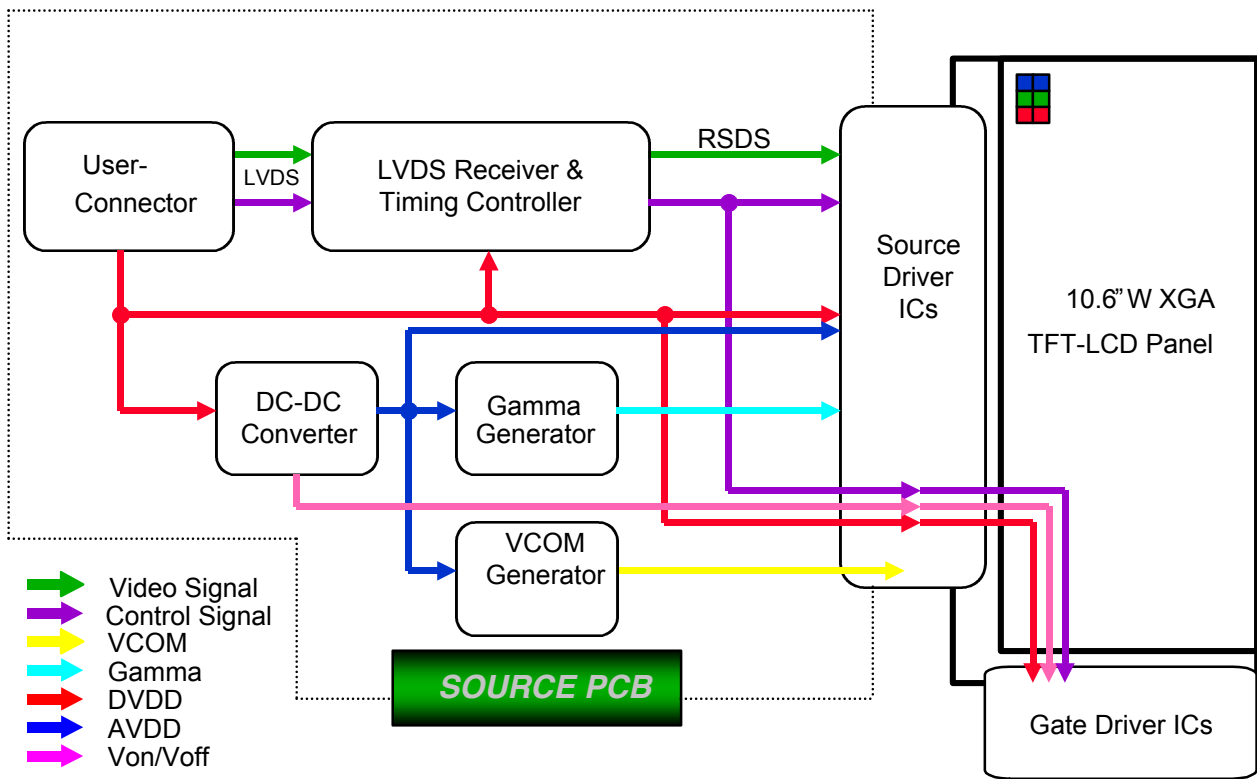 User-
Connector
LVDS
LVDS Receiver &
Timing Controller
RSDS
Source
Driver
ICs
10.6” W XGA
TFT-LCD Panel
DC-DC
Converter
Gamma
Generator
VCOM
Generator
Video Signal
Control Signal
VCOM
Gamma
DVDD
AVDD
Von/Voff
SOURCE PCB
Gate Driver ICs